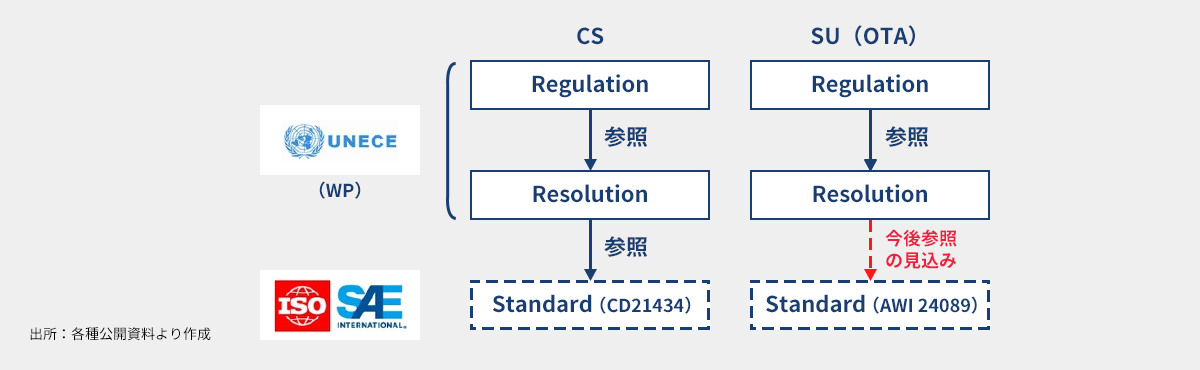 CS
SU（OTA）
Regulation
Regulation
参照
参照
UNECE
（WP）
Resolution
Resolution
参照
今後参照
の見込み
ISO
SAE
INTERNATIONAL®
Standard（CD21434）
Standard（AWI 24089）
出所：各種公開資料より作成